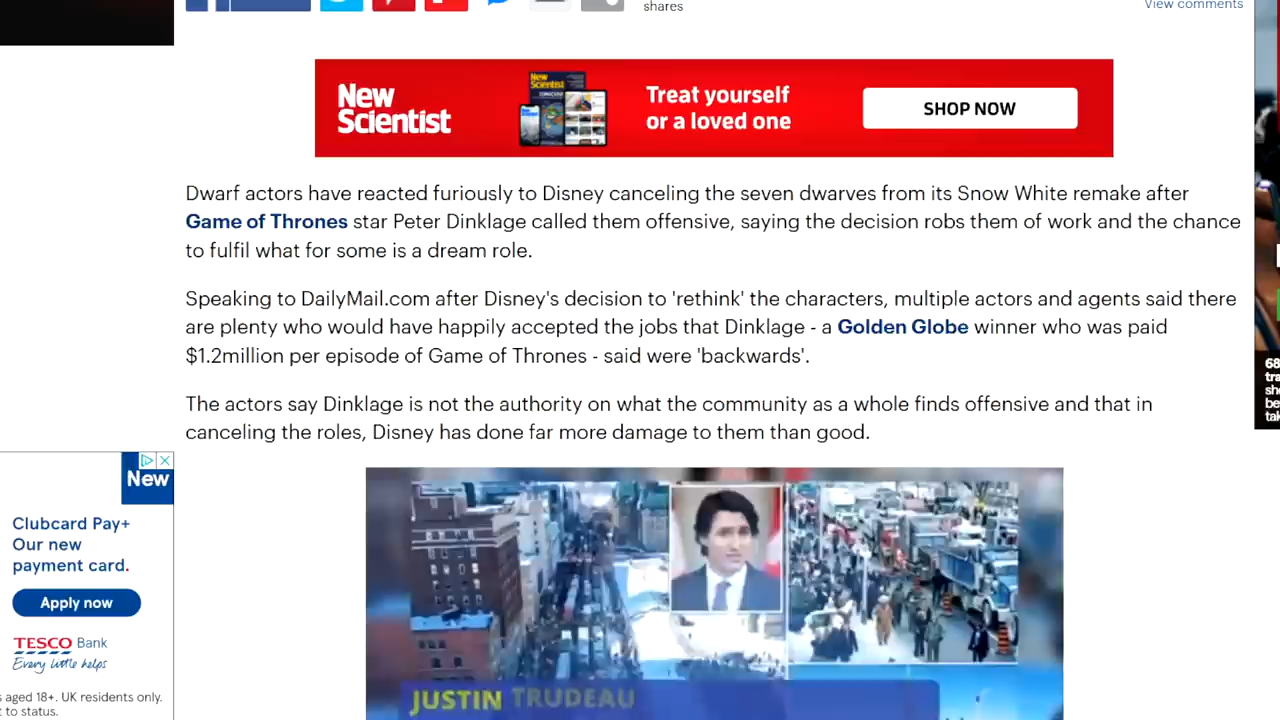 shares
View comments
New
Scientist
New
Scientist
Treat yourself
or a loved one
SHOP NOW
Dwarf actors have reacted furiously to Disney canceling the seven dwarves from its Snow White remake after
Game of Thrones star Peter Dinklage called them offensive, saying the decision robs them of work and the chance
to fulfil what for some is a dream role.
Speaking to DailyMail.com after Disney's decision to 'rethink' the characters, multiple actors and agents said there
are plenty who would have happily accepted the jobs that Dinklage - a Golden Globe winner who was paid
$1.2million per episode of Game of Thrones - said were 'backwards'.
The actors say Dinklage is not the authority on what the community as a whole finds offensive and that in
canceling the roles, Disney has done far more damage to them than good.
New
Clubcard Pay+
Our new
payment card.
Apply now
TESCO Bank
Every little helps
s aged 18+. UK residents only.
t to status.
JUSTIN TRUDEAU
68
tra
sh
be
tak